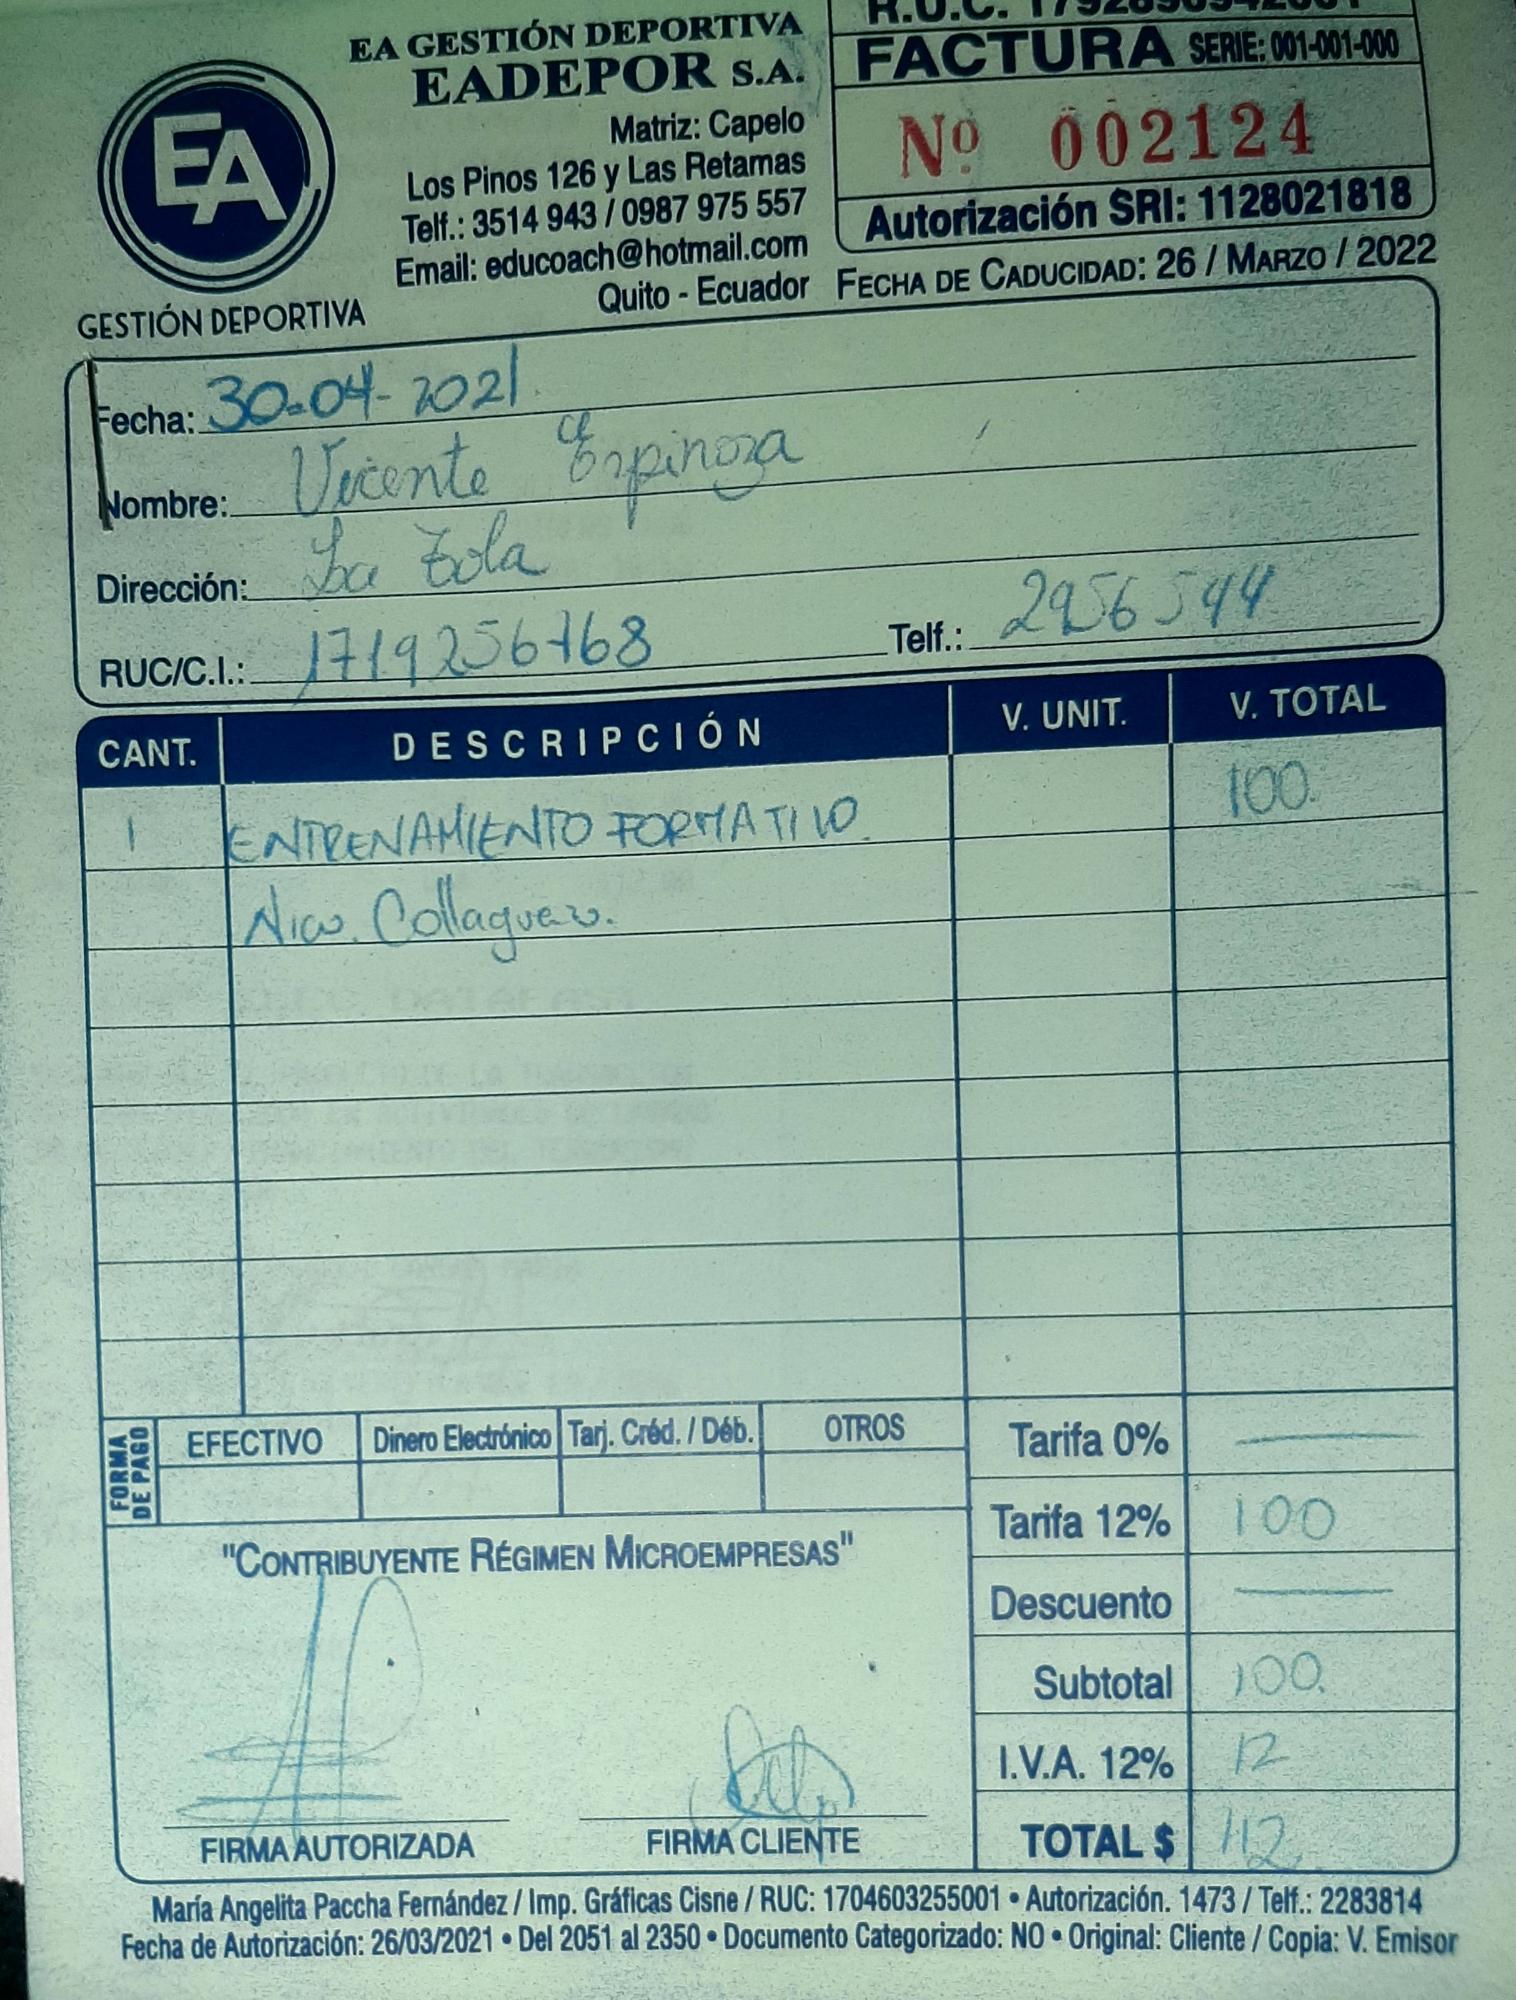 EA GESTIÓN DEPORTIVA
EADEPOR S.A.
Matriz: Capelo
Los Pinos 126 y Las Retamas
Telf.: 3514 943 / 0987 975 557
Email: educoach@hotmail.com
Quito - Ecuador
EA
GESTIÓN DEPORTIVA
R.U.C.
FACTURA SERIE: 001-001-000
Nº 002124
Autorización SRI: 1128021818
FECHA DE CADUCIDAD: 26 / MARZO / 2022
Fecha: 30-04-2021
Nombre: Vicente Espinoza
Dirección: La Tola
RUC/C.I.: 1719256768 Telf.: 2956544
CANT. DESCRIPCIÓN V. UNIT. V. TOTAL
1 ENTRENAMIENTO FORMATIVO 100.
Nico. Collaguazo.
FORMA DE PAGO
EFECTIVO Dinero Electrónico Tarj. Créd. / Déb. OTROS
Tarifa 0% —
Tarifa 12% 100
Descuento —
Subtotal 100.
I.V.A. 12% 12
TOTAL $ 112
"CONTRIBUYENTE RÉGIMEN MICROEMPRESAS"
FIRMA AUTORIZADA FIRMA CLIENTE
María Angelita Paccha Fernández / Imp. Gráficas Cisne / RUC: 1704603255001 • Autorización. 1473 / Telf.: 2283814
Fecha de Autorización: 26/03/2021 • Del 2051 al 2350 • Documento Categorizado: NO • Original: Cliente / Copia: V. Emisor